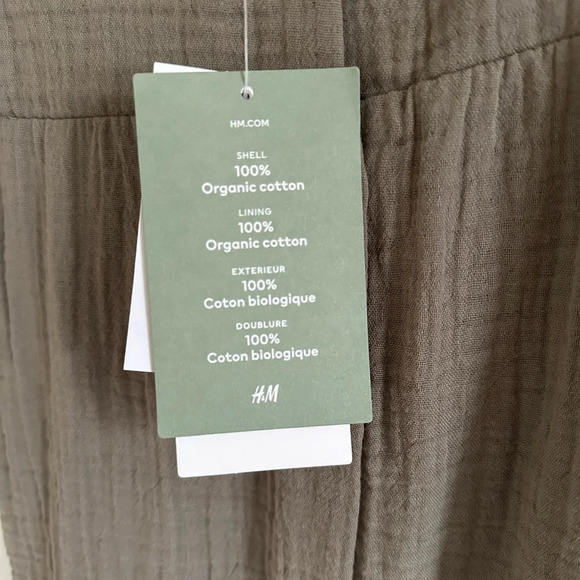 HM.COM
SHELL
100%
Organic cotton
LINING
100%
Organic cotton
EXTERIEUR
100%
Coton biologique
DOUBLURE
100%
Coton biologique
H&M